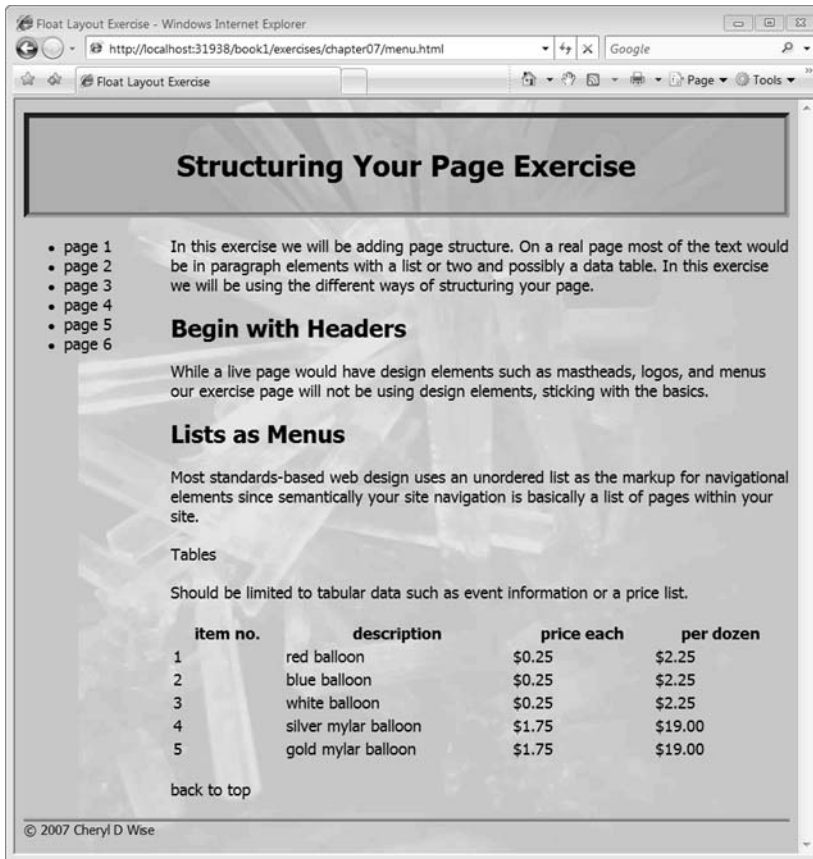 Float Layout Exercise - Windows Internet Explorer
http://localhost:31938/book1/exercises/chapter07/menu.html
Google
Float Layout Exercise
Page
Tools
Structuring Your Page Exercise
page 1
page 2
page 3
page 4
page 5
page 6
In this exercise we will be adding page structure. On a real page most of the text would
be in paragraph elements with a list or two and possibly a data table. In this exercise
we will be using the different ways of structuring your page.
Begin with Headers
While a live page would have design elements such as mastheads, logos, and menus
our exercise page will not be using design elements, sticking with the basics.
Lists as Menus
Most standards-based web design uses an unordered list as the markup for navigational
elements since semantically your site navigation is basically a list of pages within your
site.
Tables
Should be limited to tabular data such as event information or a price list.
item no. description price each per dozen
1 red balloon $0.25 $2.25
2 blue balloon $0.25 $2.25
3 white balloon $0.25 $2.25
4 silver mylar balloon $1.75 $19.00
5 gold mylar balloon $1.75 $19.00
back to top
© 2007 Cheryl D Wise